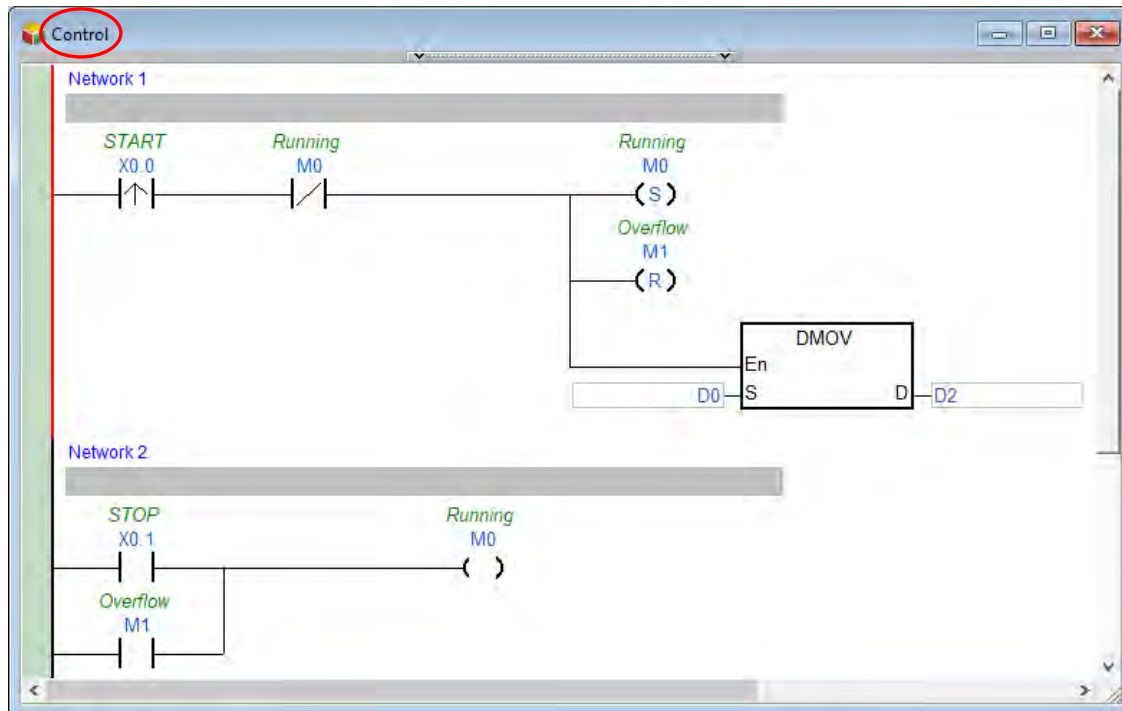 Control
Network 1
START Running Running
X0.0 M0 M0
S
Overflow
M1
R
DMOV
En
D0 S D D2
Network 2
STOP Running
X0.1 M0
Overflow
M1